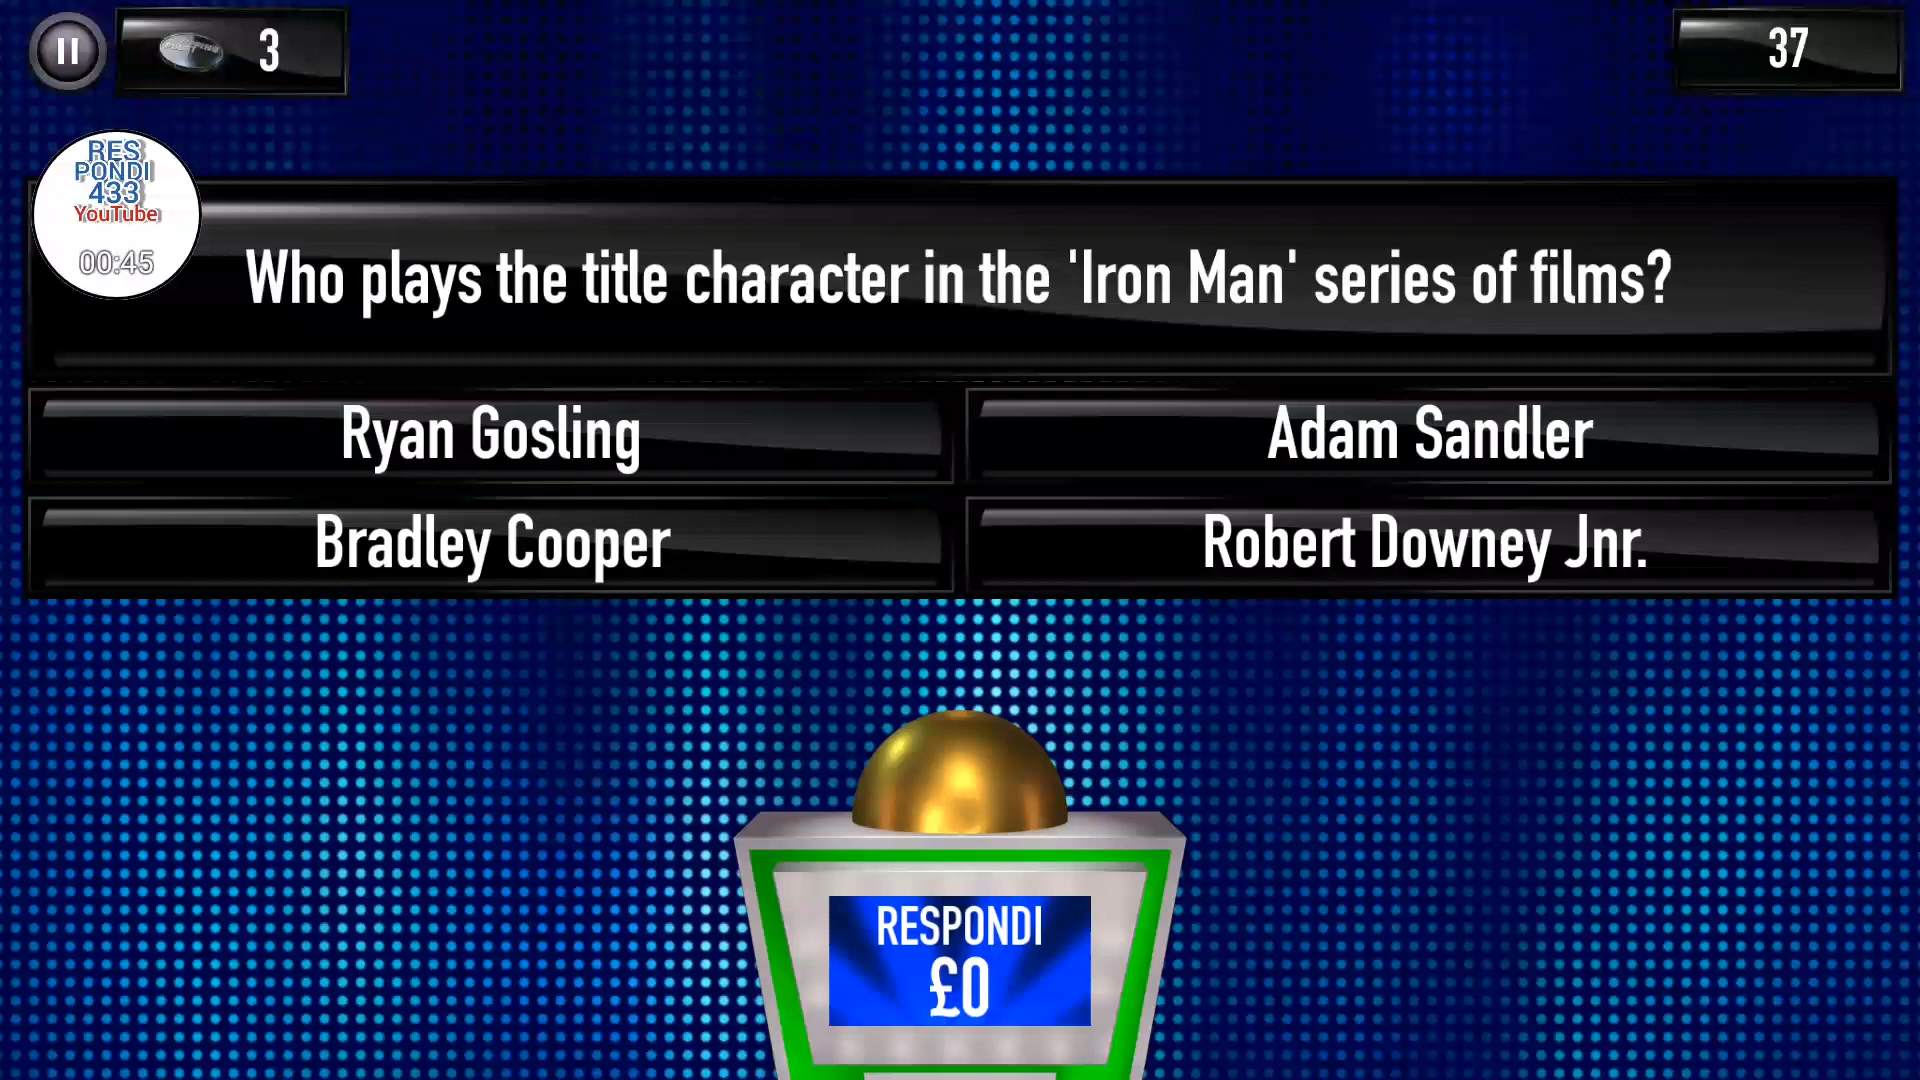 3
37
RES
PONDI
433
YouTube
00:45
Who plays the title character in the 'Iron Man' series of films?
Ryan Gosling
Adam Sandler
Bradley Cooper
Robert Downey Jnr.
RESPONDI
£0